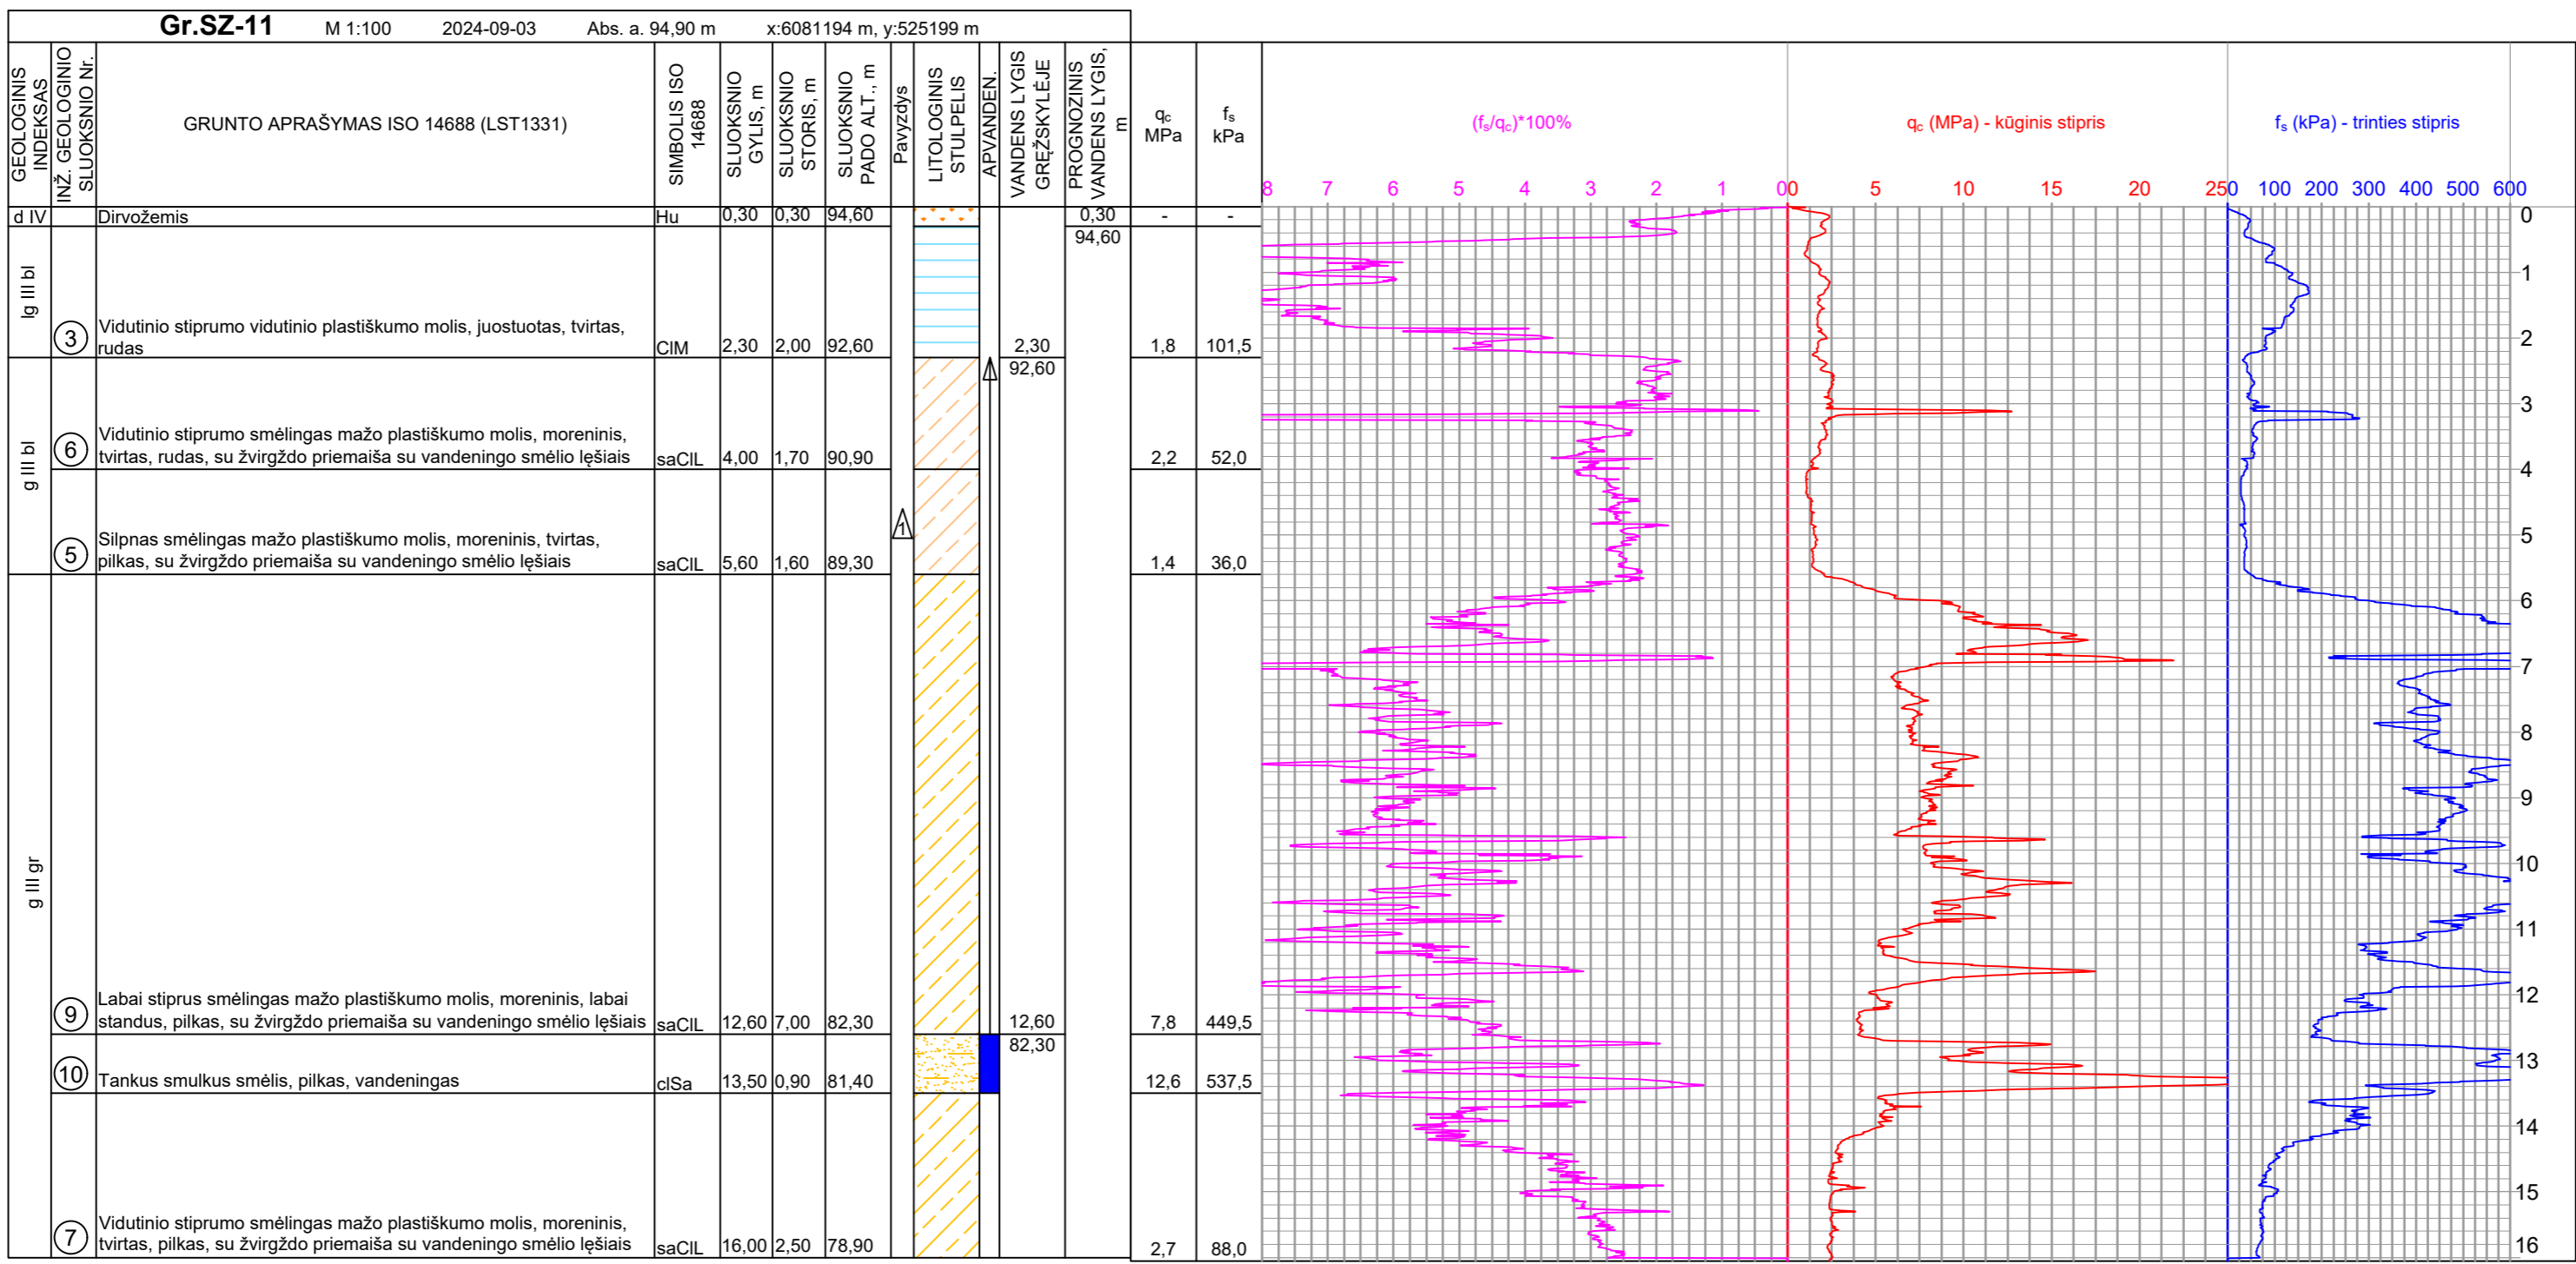 Gr.SZ-11 M 1:100 2024-09-03 Abs. a. 94,90 m x:6081194 m, y:525199 m
GEOLOGINIS
INDEKSAS
INŽ. GEOLOGINIO
SLUOKSNIO Nr.
GRUNTO APRAŠYMAS ISO 14688 (LST1331)
SIMBOLIS ISO
14688
SLUOKSNIO
GYLIS, m
SLUOKSNIO
STORIS, m
SLUOKSNIO
PADO ALT., m
Pavyzdys
LITOLOGINIS
STULPELIS
APVANDEN.
VANDENS LYGIS
GRĘŽSKYLĖJE
PROGNOZINIS
VANDENS LYGIS,
m
qc
MPa
fs
kPa
(fs/qc)*100%
qc (MPa) - kūginis stipris
fs (kPa) - trinties stipris
8 7 6 5 4 3 2 1 0
0 5 10 15 20 25
0 100 200 300 400 500 600
d IV Dirvožemis Hu 0,30 0,30 94,60 0,30 - -
94,60
lg III bl
3 Vidutinio stiprumo vidutinio plastiškumo molis, juostuotas, tvirtas,
rudas ClM 2,30 2,00 92,60 2,30 1,8 101,5
92,60
g III bl
6 Vidutinio stiprumo smėlingas mažo plastiškumo molis, moreninis,
tvirtas, rudas, su žvirgždo priemaiša su vandeningo smėlio lęšiais saClL 4,00 1,70 90,90 2,2 52,0
1
5 Silpnas smėlingas mažo plastiškumo molis, moreninis, tvirtas,
pilkas, su žvirgždo priemaiša su vandeningo smėlio lęšiais saClL 5,60 1,60 89,30 1,4 36,0
g III gr
9 Labai stiprus smėlingas mažo plastiškumo molis, moreninis, labai
standus, pilkas, su žvirgždo priemaiša su vandeningo smėlio lęšiais saClL 12,60 7,00 82,30 12,60 7,8 449,5
82,30
10 Tankus smulkus smėlis, pilkas, vandeningas clSa 13,50 0,90 81,40 12,6 537,5
7 Vidutinio stiprumo smėlingas mažo plastiškumo molis, moreninis,
tvirtas, pilkas, su žvirgždo priemaiša su vandeningo smėlio lęšiais saClL 16,00 2,50 78,90 2,7 88,0
0
1
2
3
4
5
6
7
8
9
10
11
12
13
14
15
16